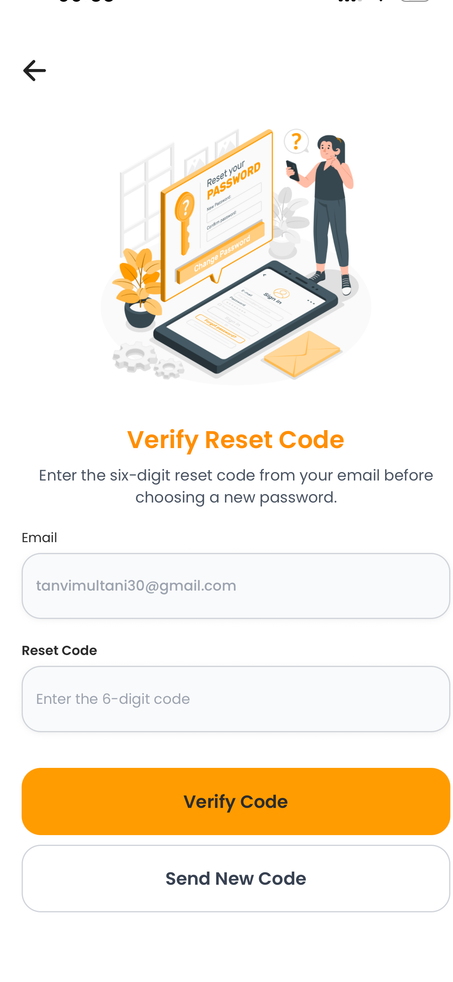 Reset your
PASSWORD
New Password
Confirm password
Change Password
?
?
Sign in
Verify Reset Code
Enter the six-digit reset code from your email before
choosing a new password.
Email
tanvimultani30@gmail.com
Reset Code
Enter the 6-digit code
Verify Code
Send New Code